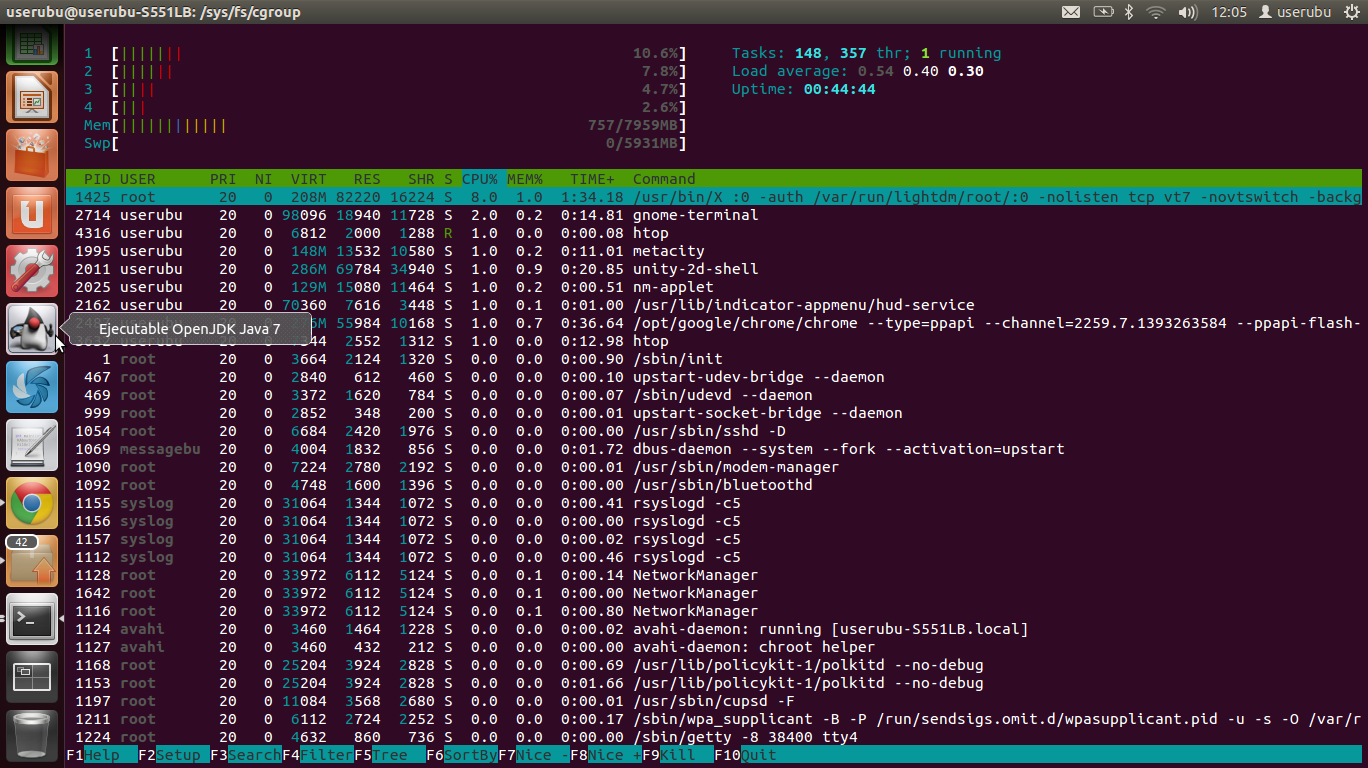 userubu@userubu-S551LB: /sys/fs/cgroup 12:05 userubu
1 [||||||| 10.6%] Tasks: 148, 357 thr; 1 running
2 [|||||| 7.8%] Load average: 0.54 0.40 0.30
3 [|||| 4.7%] Uptime: 00:44:44
4 [||| 2.6%]
Mem[|||||||||||| 757/7959MB]
Swp[ 0/5931MB]
PID USER PRI NI VIRT RES SHR S CPU% MEM% TIME+ Command
1425 root 20 0 208M 82220 16224 S 8.0 1.0 1:34.18 /usr/bin/X :0 -auth /var/run/lightdm/root/:0 -nolisten tcp vt7 -novtswitch -backg
2714 userubu 20 0 98096 18940 11728 S 2.0 0.2 0:14.81 gnome-terminal
4316 userubu 20 0 6812 2000 1288 R 1.0 0.0 0:00.08 htop
1995 userubu 20 0 148M 13532 10580 S 1.0 0.2 0:11.01 metacity
2011 userubu 20 0 286M 69784 34940 S 1.0 0.9 0:20.85 unity-2d-shell
2025 userubu 20 0 129M 15080 11464 S 1.0 0.2 0:00.51 nm-applet
2162 userubu 20 0 70360 7616 3448 S 1.0 0.1 0:01.00 /usr/lib/indicator-appmenu/hud-service
55984 10168 S 1.0 0.7 0:36.64 /opt/google/chrome/chrome --type=ppapi --channel=2259.7.1393263584 --ppapi-flash-
Ejecutable OpenJDK Java 7
2552 1312 S 1.0 0.0 0:12.98 htop
1 root 20 0 3664 2124 1320 S 0.0 0.0 0:00.90 /sbin/init
467 root 20 0 2840 612 460 S 0.0 0.0 0:00.10 upstart-udev-bridge --daemon
469 root 20 0 3372 1620 784 S 0.0 0.0 0:00.07 /sbin/udevd --daemon
999 root 20 0 2852 348 200 S 0.0 0.0 0:00.01 upstart-socket-bridge --daemon
1054 root 20 0 6684 2420 1976 S 0.0 0.0 0:00.00 /usr/sbin/sshd -D
1069 messagebu 20 0 4004 1832 856 S 0.0 0.0 0:01.72 dbus-daemon --system --fork --activation=upstart
1090 root 20 0 7224 2780 2192 S 0.0 0.0 0:00.01 /usr/sbin/modem-manager
1092 root 20 0 4748 1600 1396 S 0.0 0.0 0:00.00 /usr/sbin/bluetoothd
1155 syslog 20 0 31064 1344 1072 S 0.0 0.0 0:00.41 rsyslogd -c5
1156 syslog 20 0 31064 1344 1072 S 0.0 0.0 0:00.00 rsyslogd -c5
1157 syslog 20 0 31064 1344 1072 S 0.0 0.0 0:00.02 rsyslogd -c5
1112 syslog 20 0 31064 1344 1072 S 0.0 0.0 0:00.46 rsyslogd -c5
1128 root 20 0 33972 6112 5124 S 0.0 0.1 0:00.14 NetworkManager
1642 root 20 0 33972 6112 5124 S 0.0 0.1 0:00.00 NetworkManager
1116 root 20 0 33972 6112 5124 S 0.0 0.1 0:00.80 NetworkManager
1124 avahi 20 0 3460 1464 1228 S 0.0 0.0 0:00.02 avahi-daemon: running [userubu-S551LB.local]
1127 avahi 20 0 3460 432 212 S 0.0 0.0 0:00.00 avahi-daemon: chroot helper
1168 root 20 0 25204 3924 2828 S 0.0 0.0 0:00.69 /usr/lib/policykit-1/polkitd --no-debug
1153 root 20 0 25204 3924 2828 S 0.0 0.0 0:01.66 /usr/lib/policykit-1/polkitd --no-debug
1197 root 20 0 11084 3568 2680 S 0.0 0.0 0:00.01 /usr/sbin/cupsd -F
1211 root 20 0 6112 2724 2252 S 0.0 0.0 0:00.17 /sbin/wpa_supplicant -B -P /run/sendsigs.omit.d/wpasupplicant.pid -u -s -O /var/r
1224 root 20 0 4632 860 736 S 0.0 0.0 0:00.00 /sbin/getty -8 38400 tty4
F1Help F2Setup F3SearchF4FilterF5Tree F6SortByF7Nice -F8Nice +F9Kill F10Quit
42